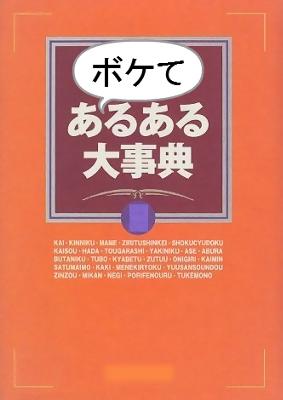 ボケて
あるある
大事典
KAI・KINNIKU・MAME・ZIRITUSHINKEI・SHOKUCYUDOKU
KAISOU・HADA・TOUGARASHI・YAKINIKU・ASE・ABURA
BUTANIKU・TUBO・KYABETU・ZUTUU・ONIGIRI・KAIMIN
SATUMAIMO・KAKI・MENEKIRYOKU・YUUSANSOUNDOU
ZINZOU・MIKAN・NEGI・PORIFENOURU・TUKEMONO